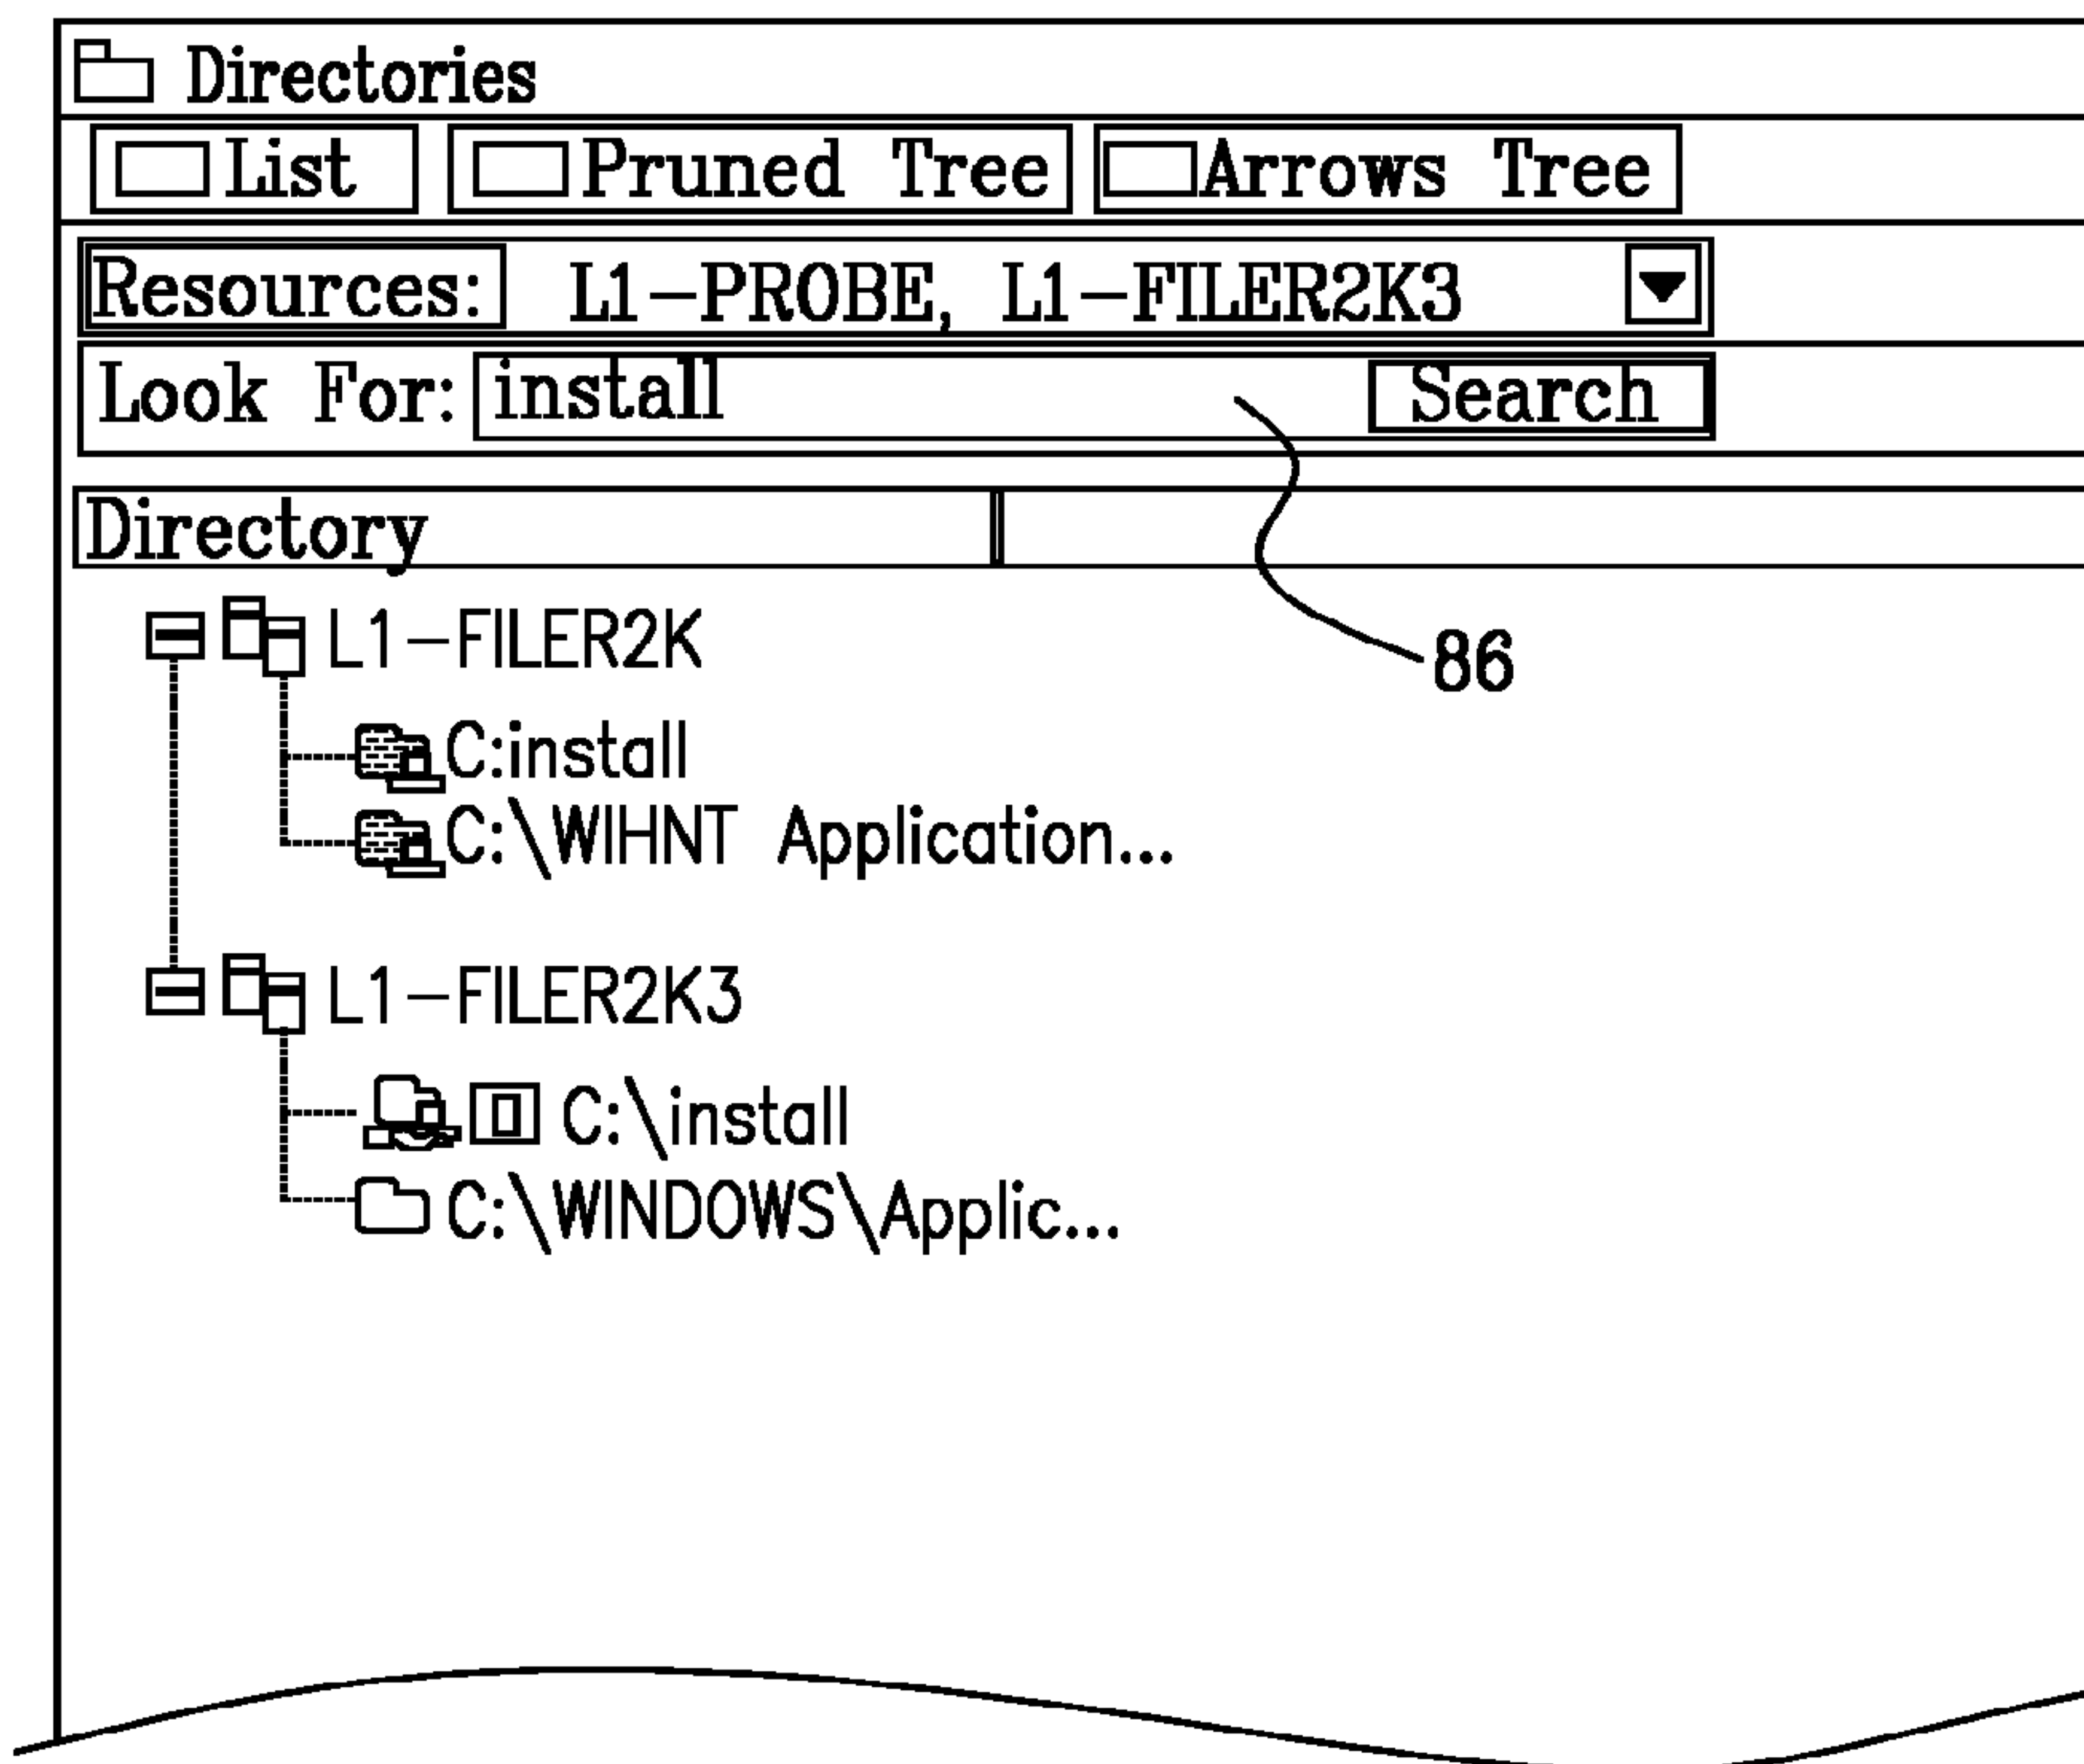 Directories
List Pruned Tree Arrows Tree
Resources: L1-PROBE, L1-FILER2K3
Look For: install Search
Directory
L1-FILER2K
86
C:install
C:\WIHNT Application...
L1-FILER2K3
C:\install
C:\WINDOWS\Applic...